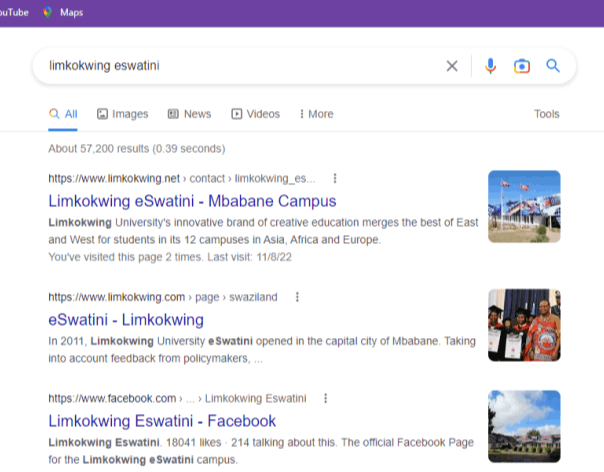 ouTube Maps
limkokwing eswatini
All Images News Videos More Tools
About 57,200 results (0.39 seconds)
https://www.limkokwing.net › contact › limkokwing_es...
Limkokwing eSwatini - Mbabane Campus
Limkokwing University's innovative brand of creative education merges the best of East
and West for students in its 12 campuses in Asia, Africa and Europe.
You've visited this page 2 times. Last visit: 11/8/22
https://www.limkokwing.com › page › swaziland
eSwatini - Limkokwing
In 2011, Limkokwing University eSwatini opened in the capital city of Mbabane. Taking
into account feedback from policymakers, ...
https://www.facebook.com › ... › Limkokwing Eswatini
Limkokwing Eswatini - Facebook
Limkokwing Eswatini. 18041 likes · 214 talking about this. The official Facebook Page
for the Limkokwing eSwatini campus.